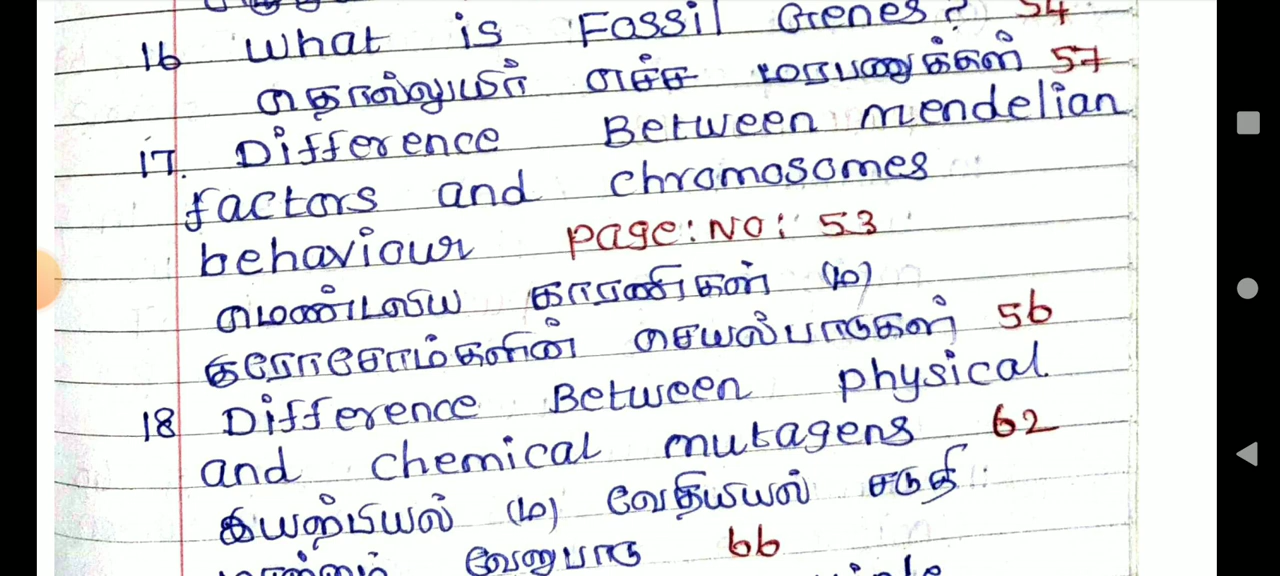 16 What is Fossil Genes? 54
தொல்லுயிர் எச்ச மரபணுக்கள் 57
17. Difference Between mendelian
factors and chromosomes
behaviour page:No: 53
மெண்டலிய காரணிகள் (ம)
குரோசோம்களின் செயல்பாடுகள் 56
18 Difference Between physical
and chemical mutagens 62
இயற்பியல் (ம) வேதியியல் சடுதி
வேறுபாடு 66